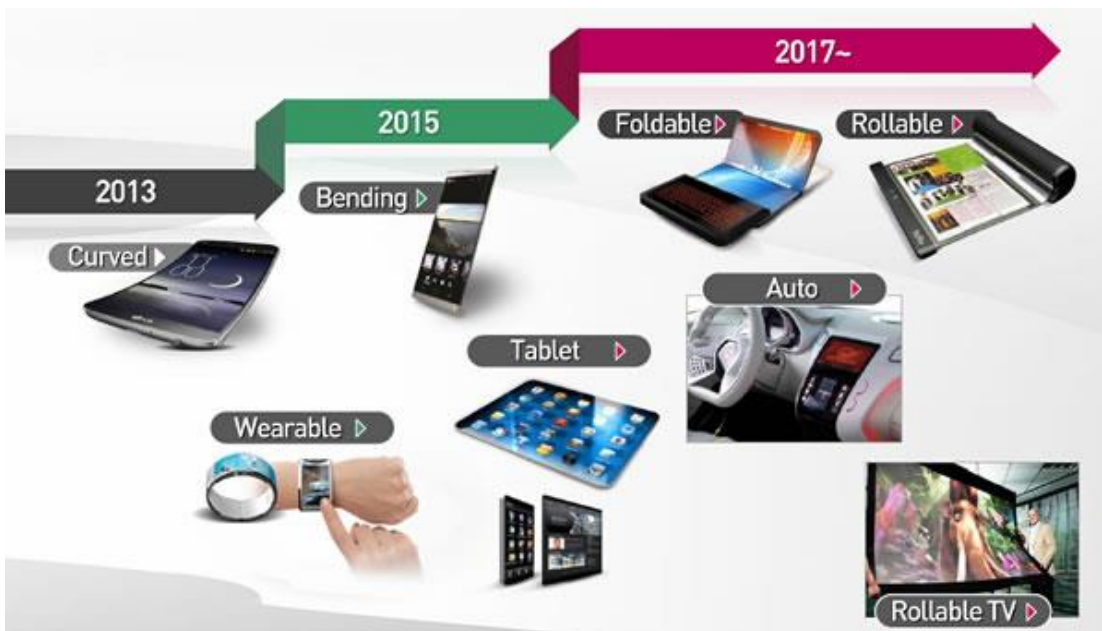 2017~
2015
2013
Foldable
Rollable
Bending
Curved
Auto
Tablet
Wearable
Rollable TV